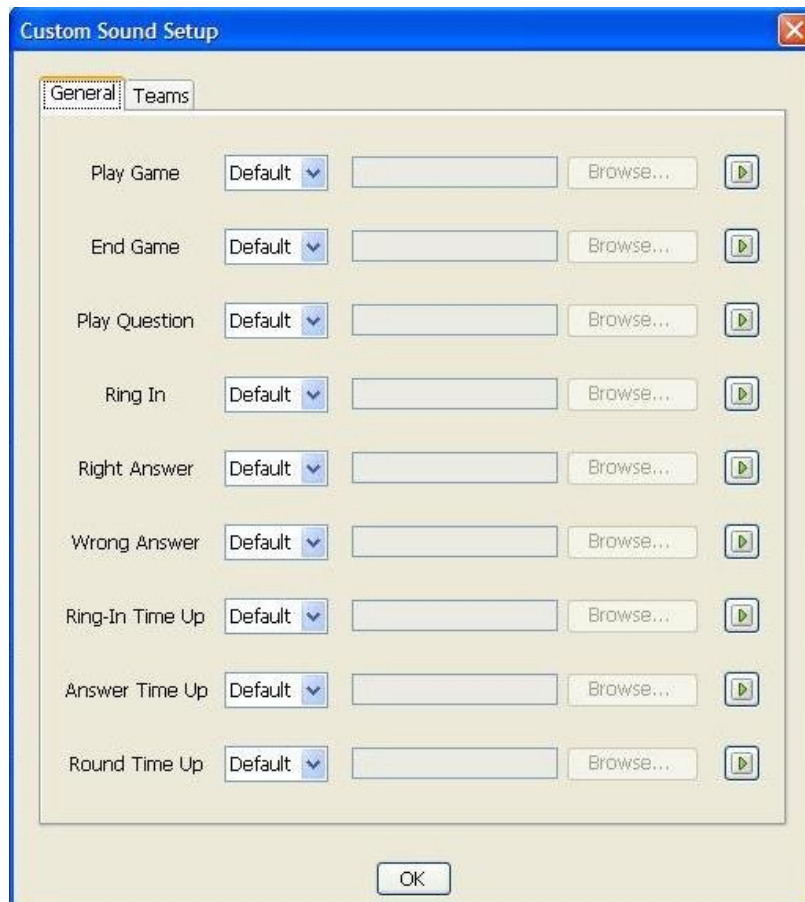 Custom Sound Setup
General Teams
Play Game Default Browse...
End Game Default Browse...
Play Question Default Browse...
Ring In Default Browse...
Right Answer Default Browse...
Wrong Answer Default Browse...
Ring-In Time Up Default Browse...
Answer Time Up Default Browse...
Round Time Up Default Browse...
OK